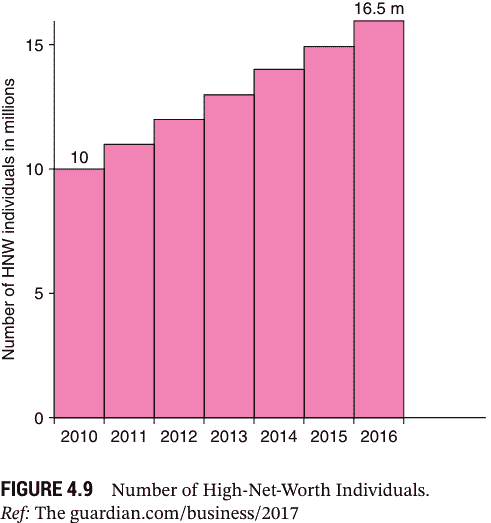 16.5 m
15
10
10
5
0
Number of HNW individuals in millions
2010 2011 2012 2013 2014 2015 2016
FIGURE 4.9 Number of High-Net-Worth Individuals.
Ref: The guardian.com/business/2017